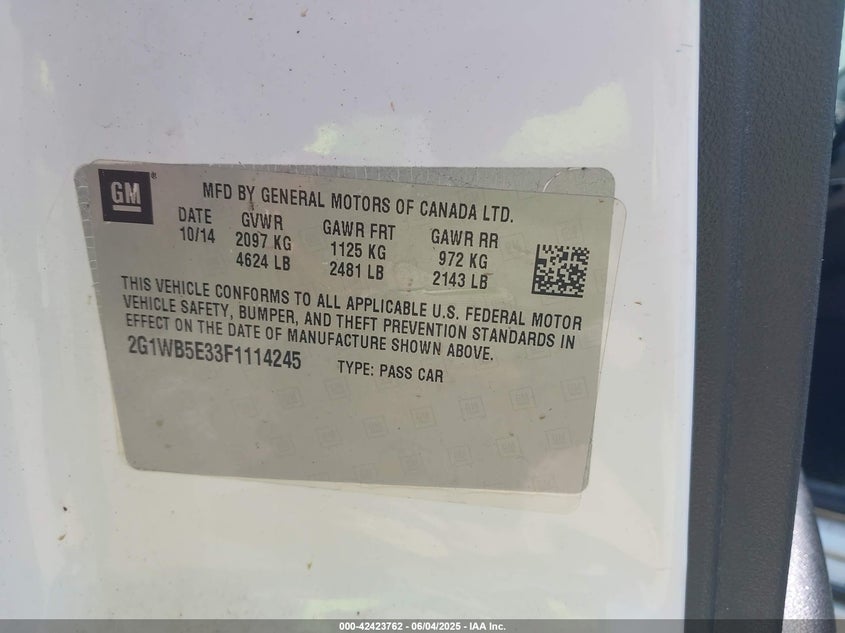 GM ®
MFD BY GENERAL MOTORS OF CANADA LTD.
DATE GVWR GAWR FRT GAWR RR
10/14 2097 KG 1125 KG 972 KG
4624 LB 2481 LB 2143 LB
THIS VEHICLE CONFORMS TO ALL APPLICABLE U.S. FEDERAL MOTOR
VEHICLE SAFETY, BUMPER, AND THEFT PREVENTION STANDARDS IN
EFFECT ON THE DATE OF MANUFACTURE SHOWN ABOVE.
2G1WB5E33F1114245 TYPE: PASS CAR
000-42423762 - 06/04/2025 - IAA Inc.